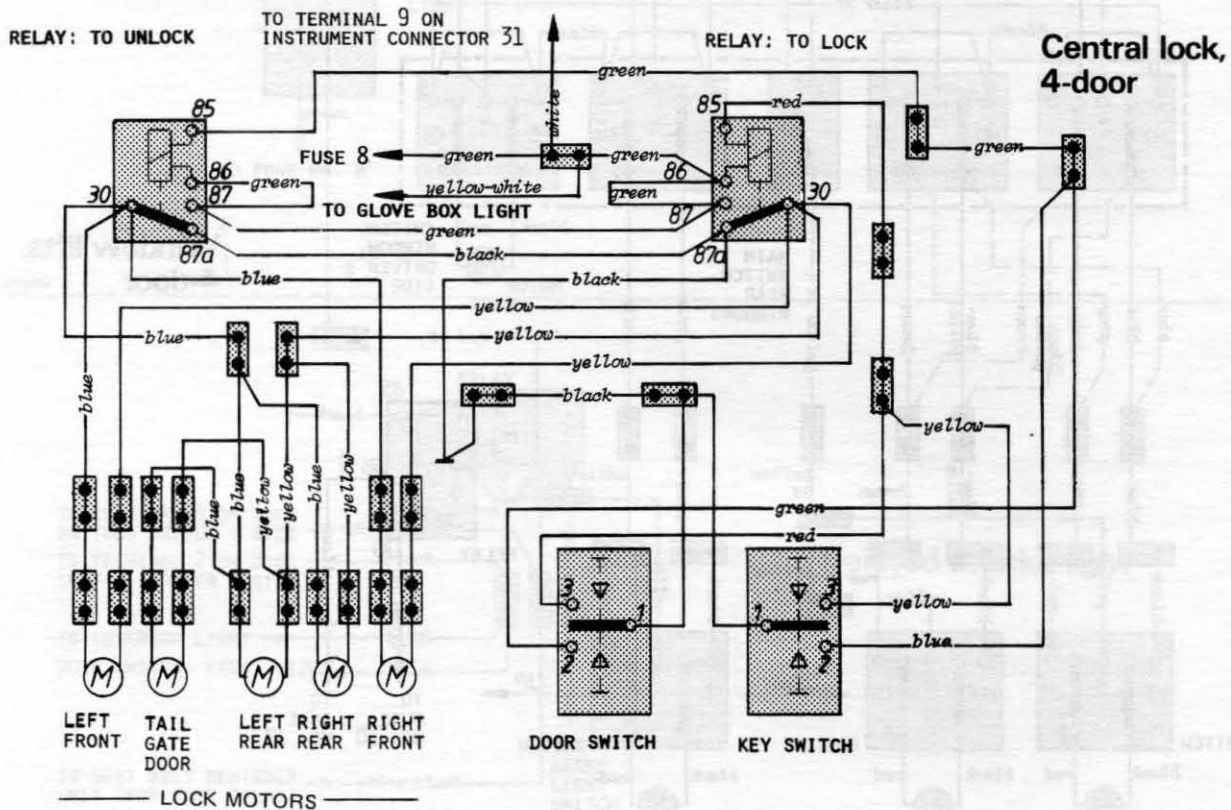 TO TERMINAL 9 ON
INSTRUMENT CONNECTOR 31
RELAY: TO UNLOCK
RELAY: TO LOCK
Central lock,
4-door
green
white
85
85
red
FUSE 8
green
green
green
86
86
green
green
87
87
30
30
yellow-white
TO GLOVE BOX LIGHT
green
87a
87a
black
blue
black
yellow
blue
yellow
yellow
blue
black
yellow
blue
blue
yellow
yellow
blue
yellow
green
red
3
3
1
1
2
2
yellow
blue
M
M
M
M
M
LEFT
FRONT
TAIL
GATE
DOOR
LEFT
REAR
RIGHT
REAR
RIGHT
FRONT
DOOR SWITCH
KEY SWITCH
LOCK MOTORS